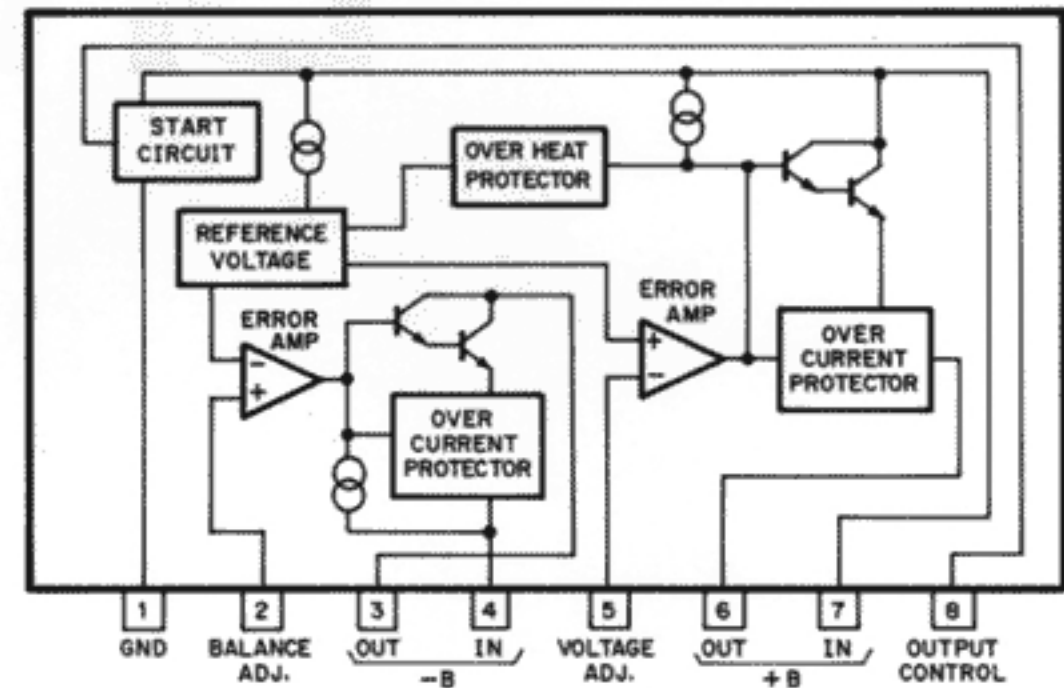 START
CIRCUIT
OVER HEAT
PROTECTOR
REFERENCE
VOLTAGE
ERROR
AMP
-
+
OVER
CURRENT
PROTECTOR
ERROR
AMP
+
-
OVER
CURRENT
PROTECTOR
1 2 3 4 5 6 7 8
GND BALANCE ADJ. OUT IN VOLTAGE ADJ. OUT IN OUTPUT CONTROL
-B +B